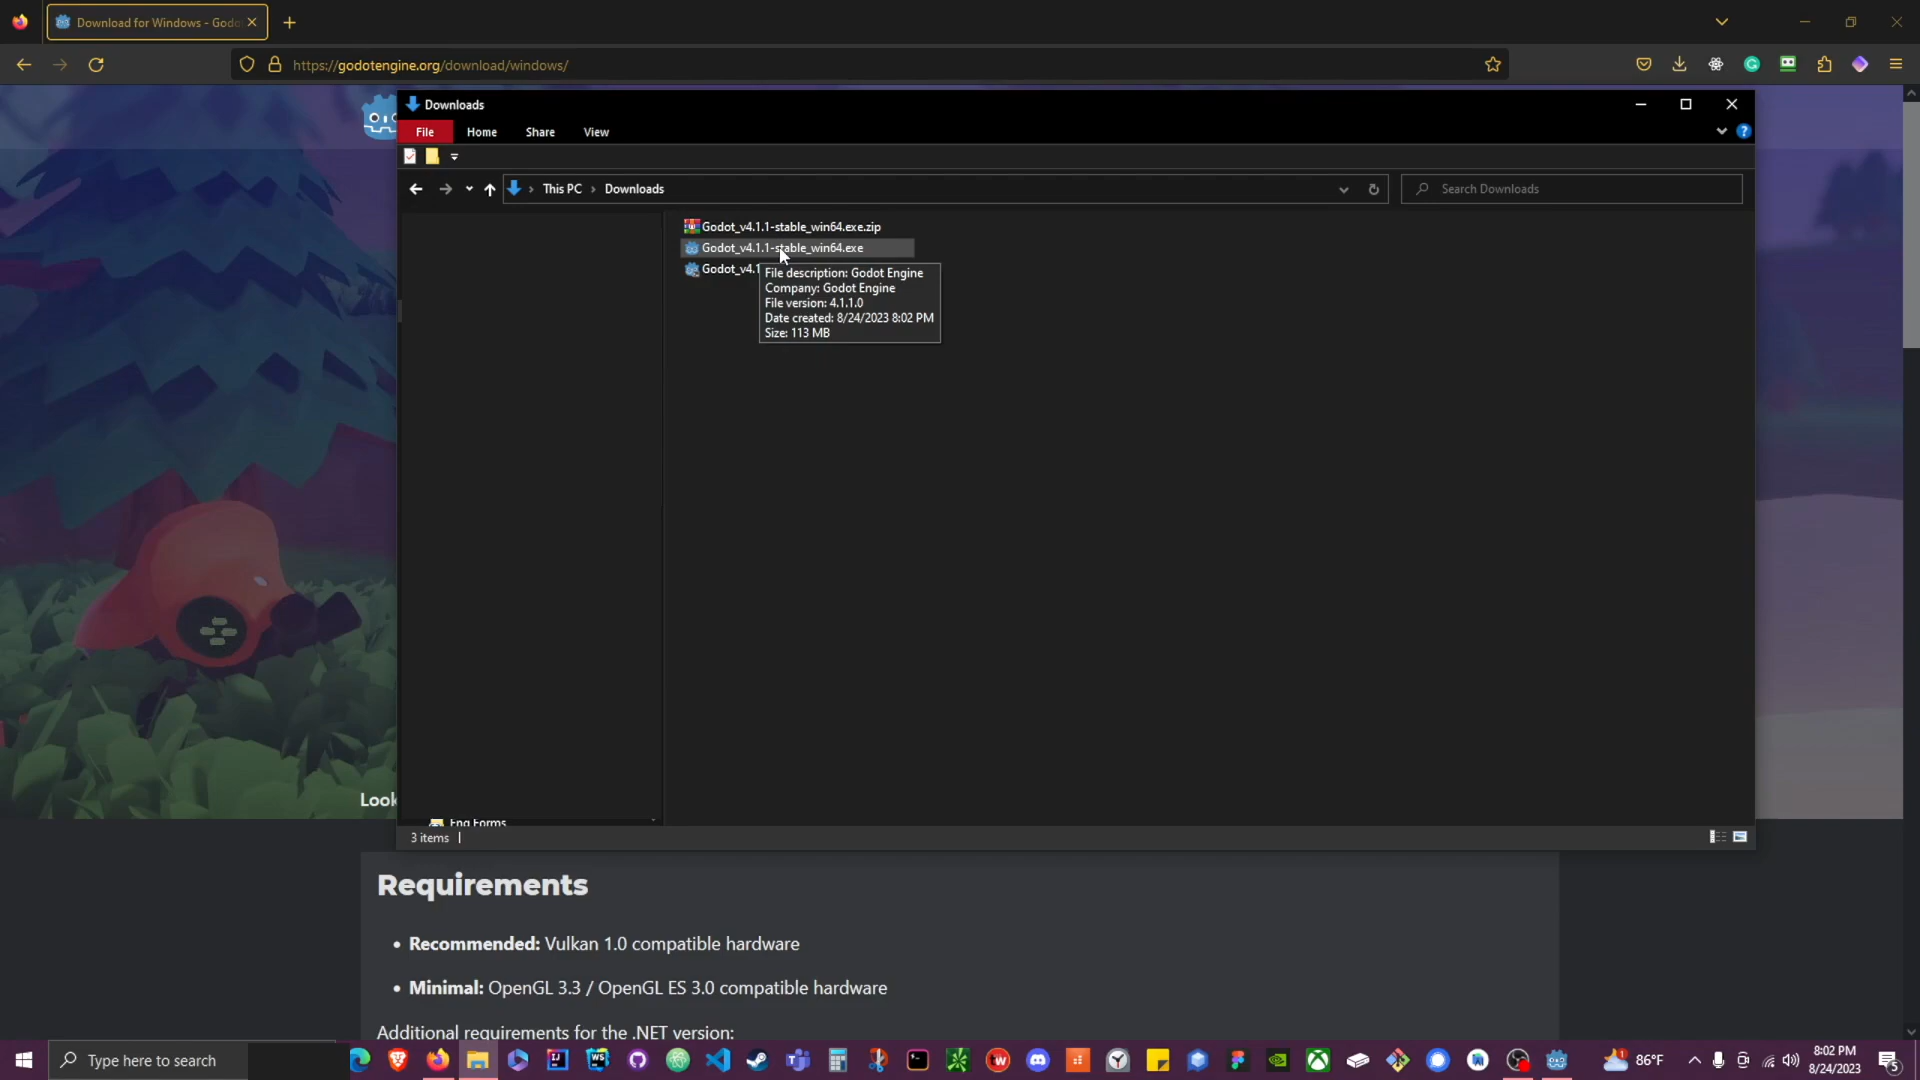 Download for Windows - Godo
https://godotengine.org/download/windows/
Downloads
File Home Share View
This PC Downloads
Search Downloads
Godot_v4.1.1-stable_win64.exe.zip
Godot_v4.1.1-stable_win64.exe
Godot_v4.1
File description: Godot Engine
Company: Godot Engine
File version: 4.1.1.0
Date created: 8/24/2023 8:02 PM
Size: 113 MB
Look
Eng Forms
3 items
Requirements
• Recommended: Vulkan 1.0 compatible hardware
• Minimal: OpenGL 3.3 / OpenGL ES 3.0 compatible hardware
Additional requirements for the .NET version:
Type here to search
86°F
8:02 PM
8/24/2023
5